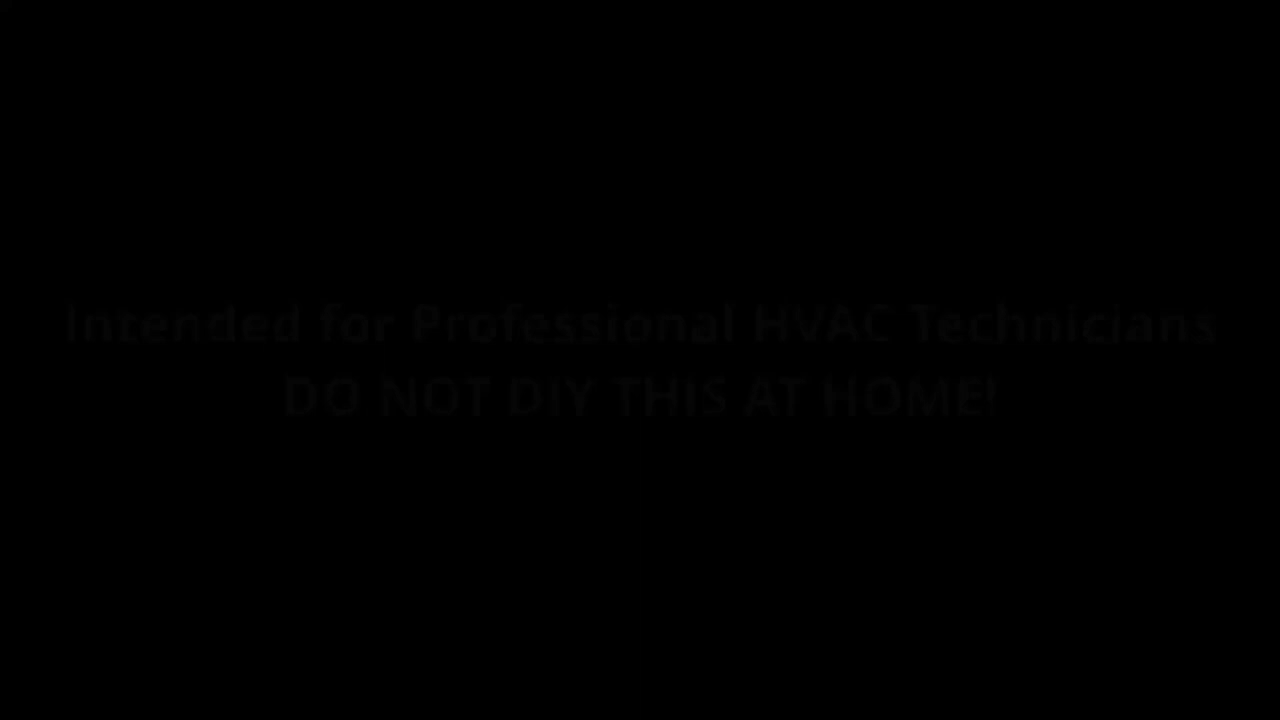 Intended for Professional HVAC Technicians
DO NOT DIY THIS AT HOME!